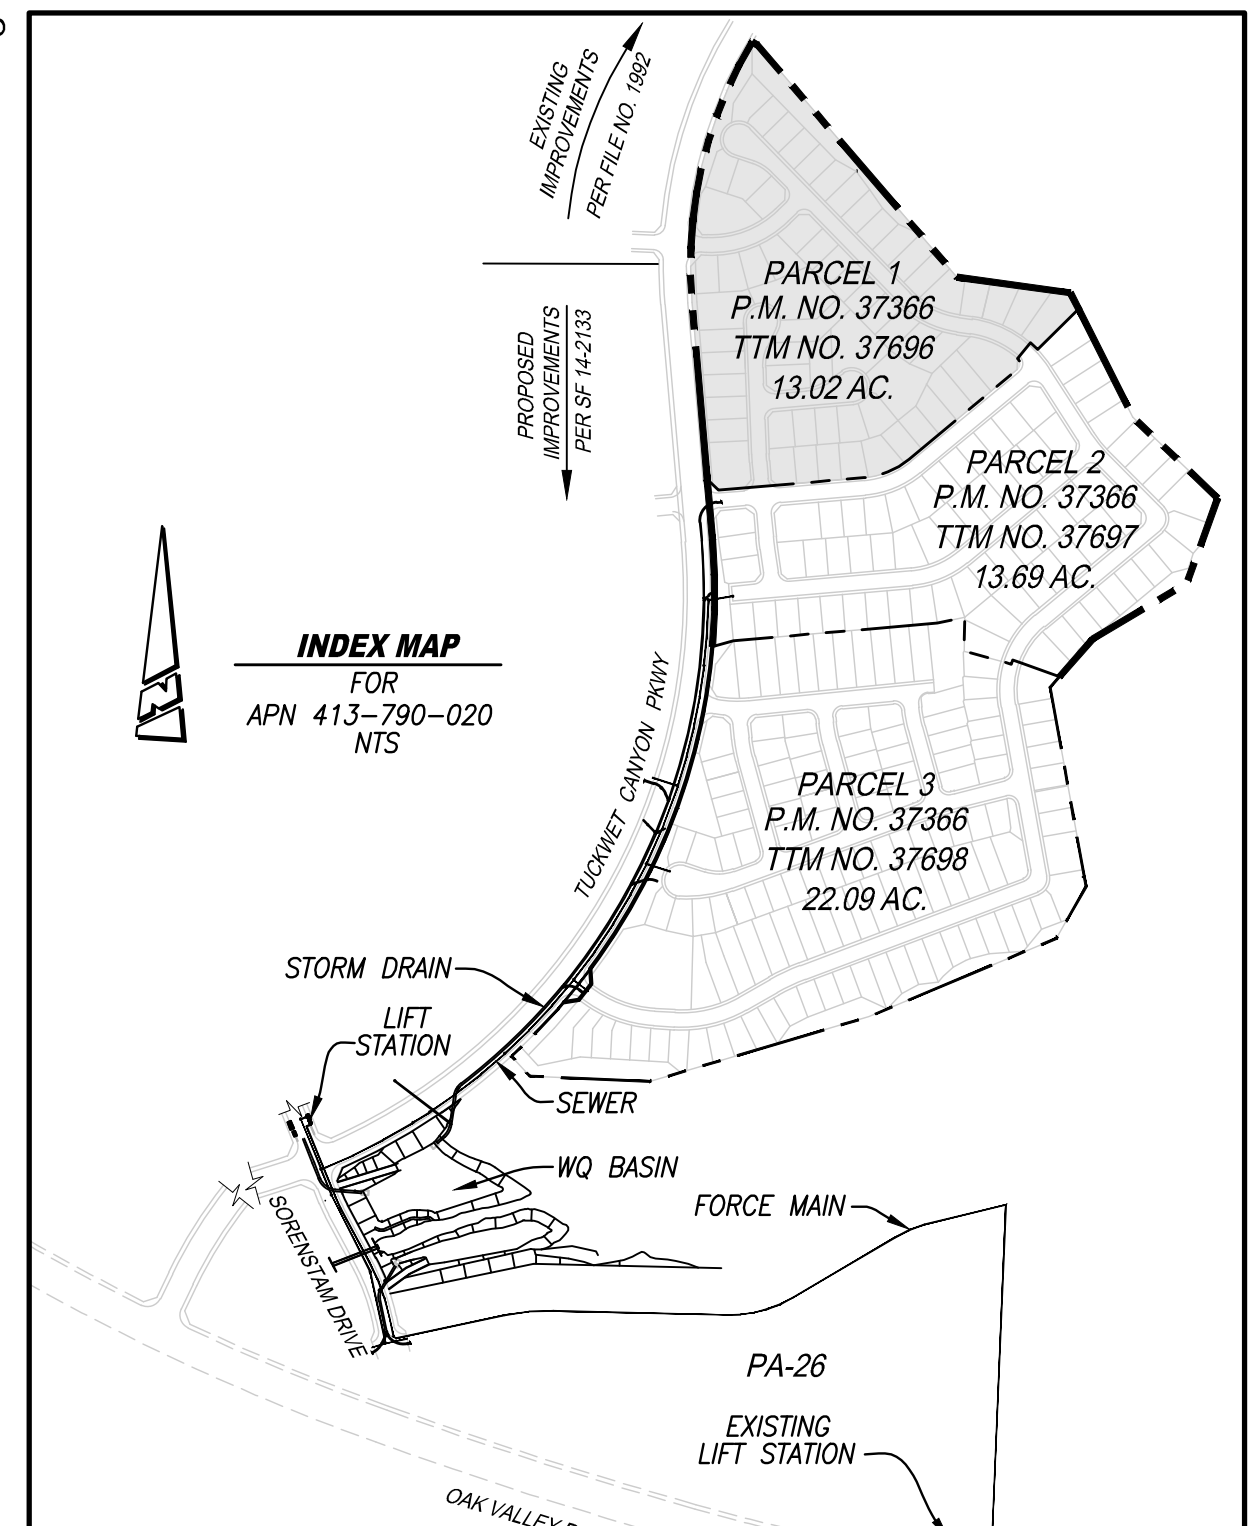 EXISTING
IMPROVEMENTS
PER FILE NO. 1992
PARCEL 1
P.M. NO. 37366
TTM NO. 37696
13.02 AC.
PROPOSED
IMPROVEMENTS
PER SF 14-2133
PARCEL 2
P.M. NO. 37366
TTM NO. 37697
13.69 AC.
INDEX MAP
FOR
APN 413-790-020
NTS
TUCKWET CANYON PKWY
PARCEL 3
P.M. NO. 37366
TTM NO. 37698
22.09 AC.
STORM DRAIN
LIFT
STATION
SEWER
WQ BASIN
FORCE MAIN
SORENSTAM DRIVE
PA-26
EXISTING
LIFT STATION
OAK VALLEY